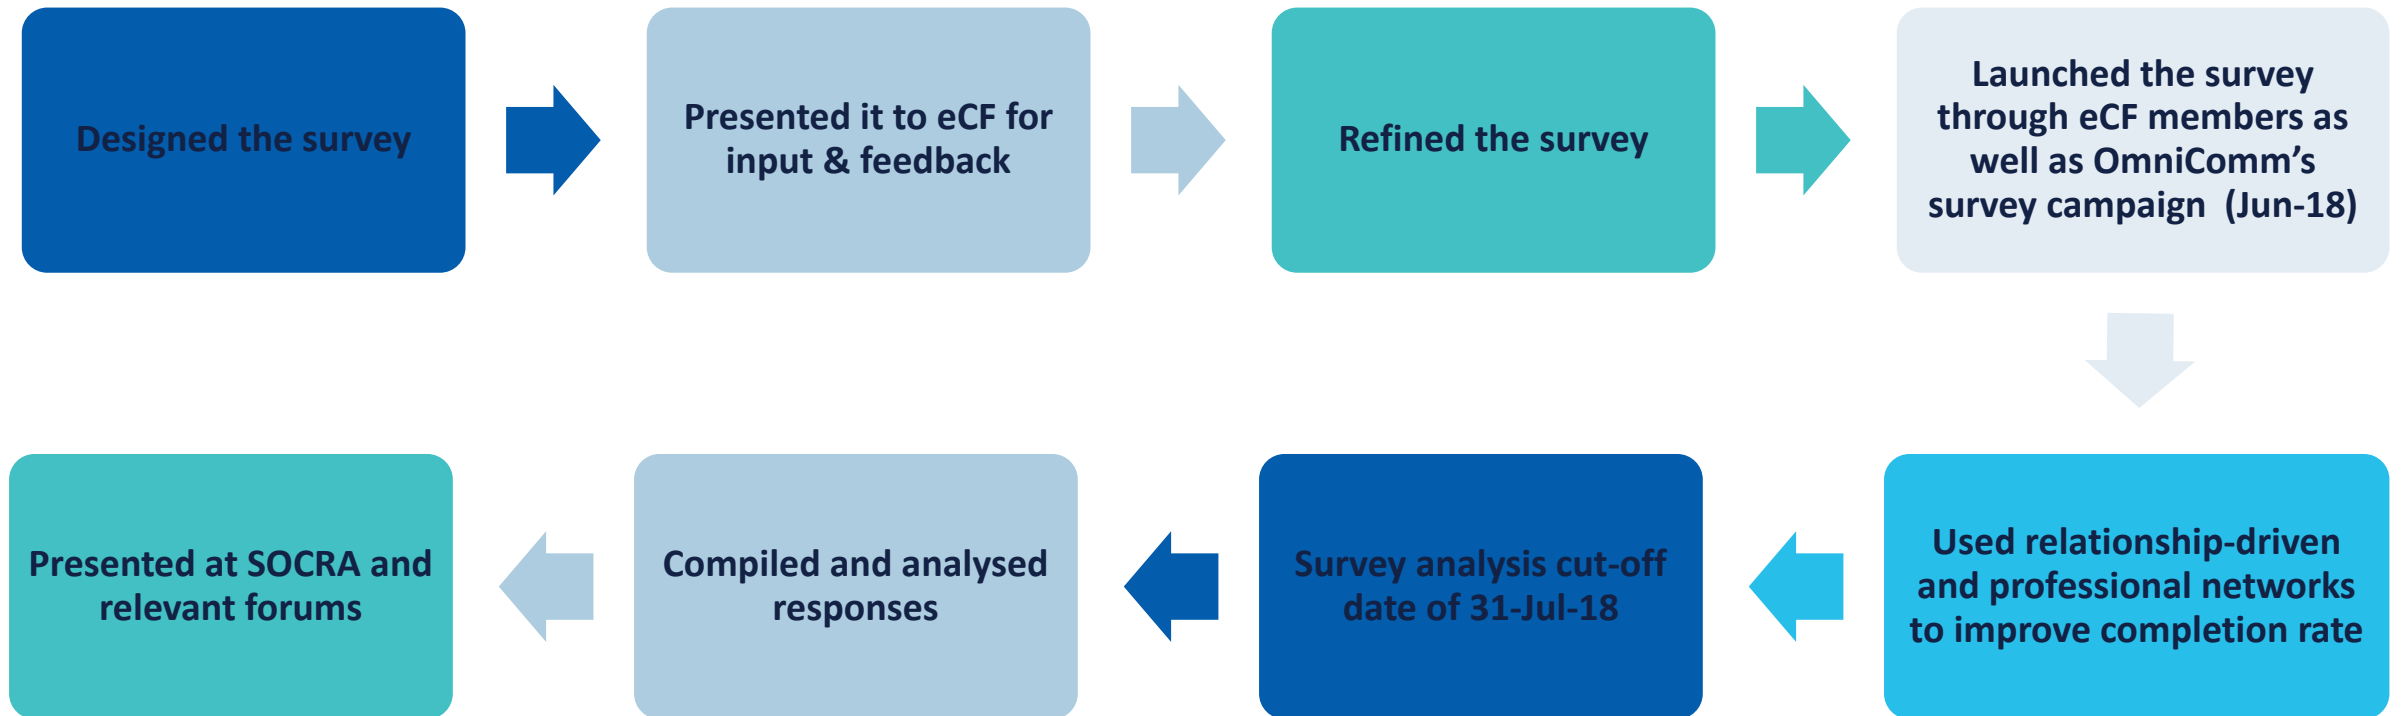 Designed the survey
Presented it to eCF for
input & feedback
Refined the survey
Launched the survey
through eCF members as
well as OmniComm’s
survey campaign  (Jun-18)
Used relationship-driven
and professional networks
to improve completion rate
Survey analysis cut-off
date of 31-Jul-18
Compiled and analysed
responses
Presented at SOCRA and
relevant forums